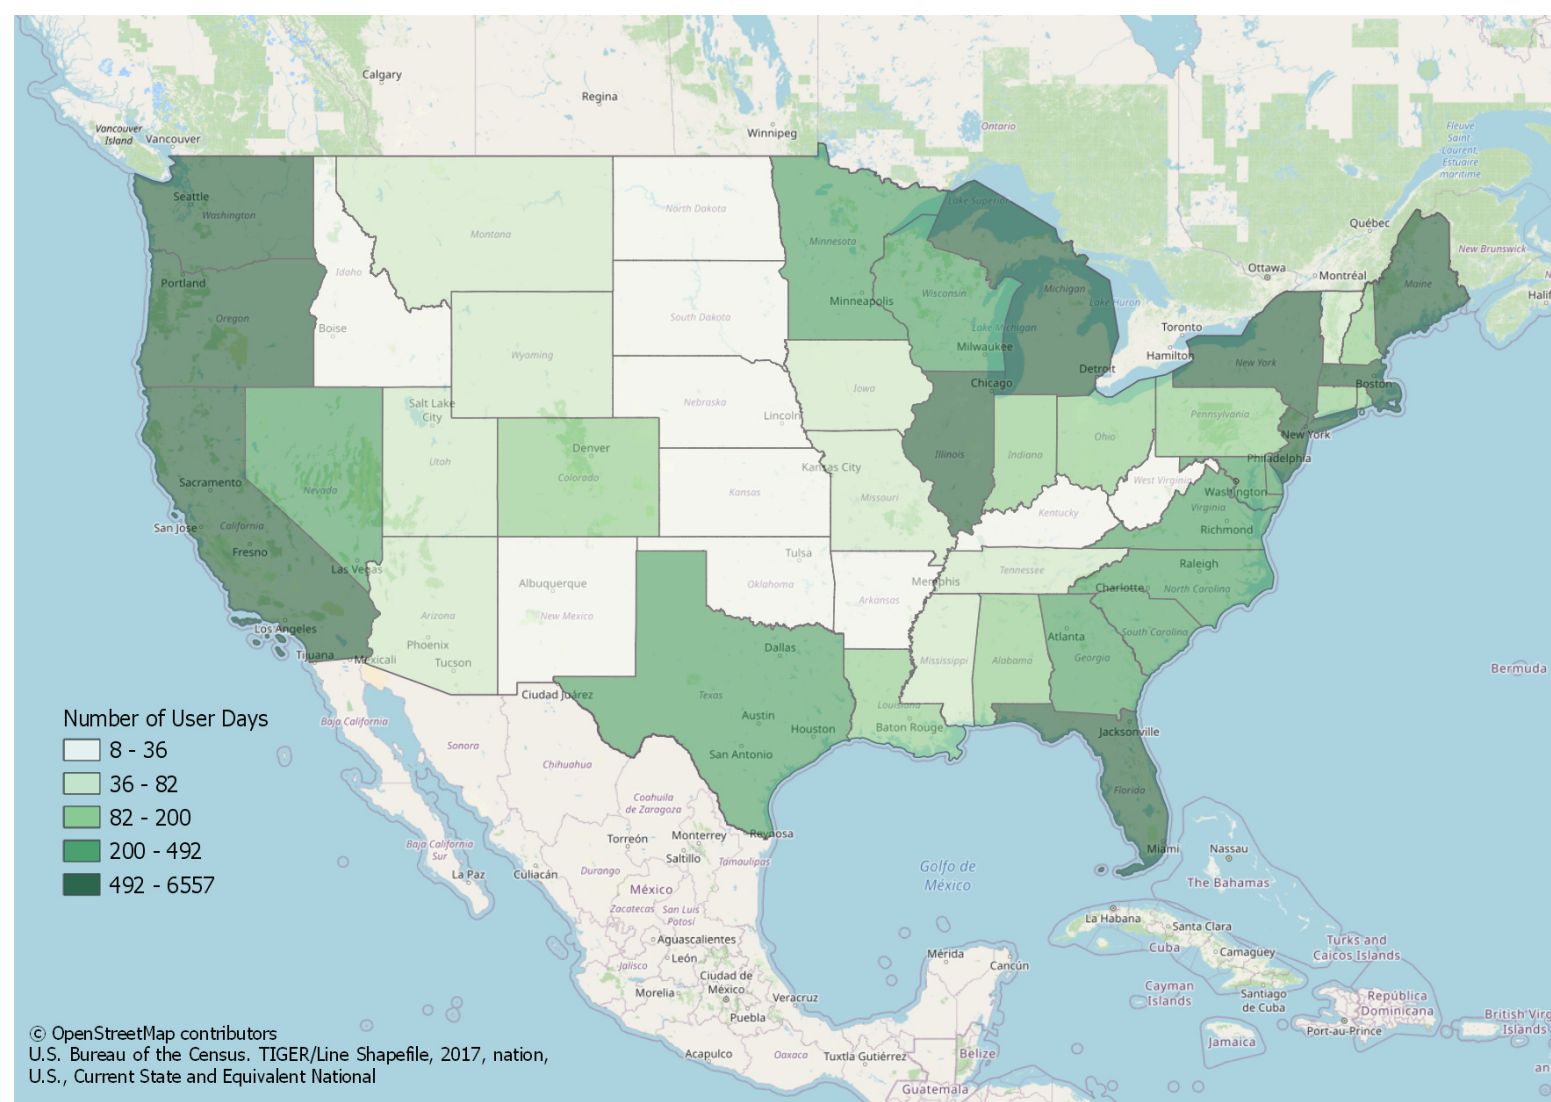 Calgary
Regina
Winnipeg
Vancouver
Island
Vancouver
Ontario
Fleuve
Saint
Laurent,
Estuaire
maritime
Seattle
Washington
North Dakota
Lake Superior
Québec
Montana
Minnesota
New Brunswick
Idaho
Ottawa
Montréal
Portland
Maine
Oregon
Minneapolis
Wisconsin
Michigan
Lake Huron
Halif
South Dakota
Boise
Lake Michigan
Toronto
Milwaukee
Hamilton
Wyoming
New York
Detroit
Chicago
Boston
Iowa
Nebraska
Salt Lake
City
Lincoln
Pennsylvania
Ohio
New York
Denver
Illinois
Indiana
Philadelphia
Utah
Kansas City
Colorado
Sacramento
Nevada
Kansas
Missouri
West Virginia
Washington
Virginia
Kentucky
San Jose
California
Richmond
Fresno
Tulsa
Las Vegas
Tennessee
Raleigh
Albuquerque
Oklahoma
Memphis
Charlotte
North Carolina
Arkansas
New Mexico
Arizona
Los Angeles
Phoenix
Dallas
Atlanta
South Carolina
Tijuana
Mexicali
Tucson
Mississippi
Alabama
Georgia
Bermuda
Ciudad Juárez
Texas
Louisiana
Number of User Days
Baja California
Austin
Baton Rouge
Houston
Jacksonville
8 - 36
Sonora
San Antonio
Chihuahua
36 - 82
Coahuila
de Zaragoza
Florida
82 - 200
Reynosa
Torreón
Monterrey
Baja California
Sur
Saltillo
Tamaulipas
Miami
Nassau
200 - 492
La Paz
Culiacán
Durango
Golfo de
México
The Bahamas
492 - 6557
México
Zacatecas
San Luis
Potosí
La Habana
Santa Clara
Aguascalientes
León
Cuba
Camagüey
Turks and
Caicos Islands
Jalisco
Mérida
Cancún
Ciudad de
México
Morelia
Veracruz
Cayman
Islands
Santiago
de Cuba
República
Dominicana
Puebla
Port-au-Prince
British Virg
Islands
© OpenStreetMap contributors
Jamaica
U.S. Bureau of the Census. TIGER/Line Shapefile, 2017, nation,
Acapulco
Oaxaca
Tuxtla Gutiérrez
Belize
an
U.S., Current State and Equivalent National
Guatemala